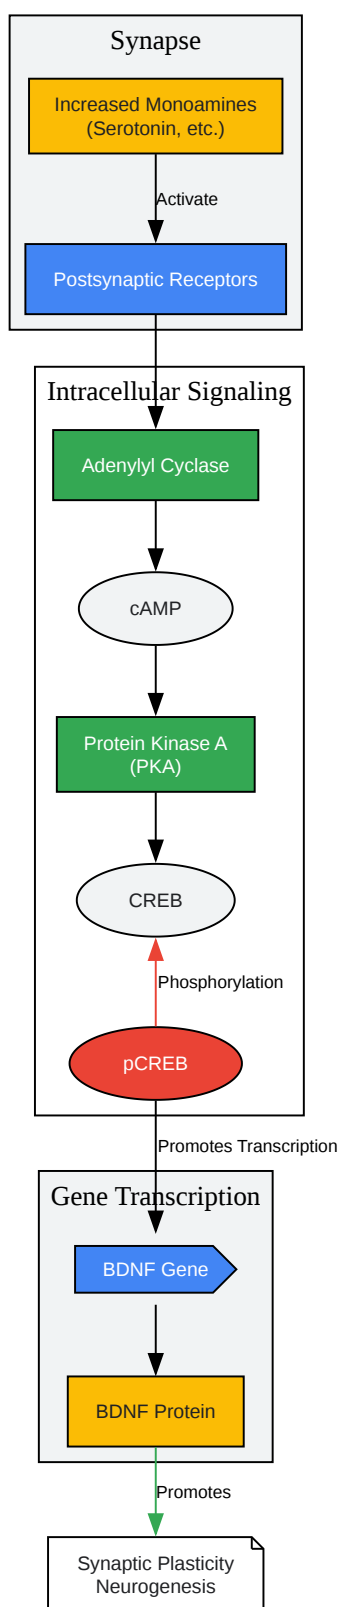 Synapse
Increased Monoamines
(Serotonin, etc.)
Activate
Postsynaptic Receptors
Intracellular Signaling
Adenylyl Cyclase
cAMP
Protein Kinase A
(PKA)
CREB
Phosphorylation
pCREB
Promotes Transcription
Gene Transcription
BDNF Gene
BDNF Protein
Promotes
Synaptic Plasticity
Neurogenesis